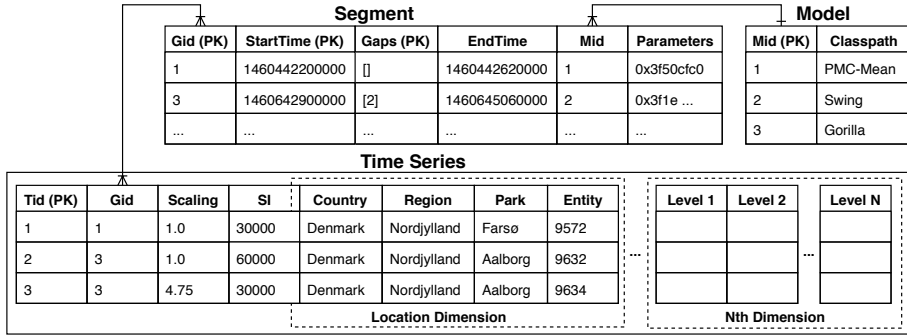 Segment
Model
Gid (PK) StartTime (PK) Gaps (PK) EndTime Mid Parameters
1 1460442200000 [] 1460442620000 1 0x3f50cfc0
3 1460642900000 [2] 1460645060000 2 0x3f1e ...
... ... ... ... ... ...
Mid (PK) Classpath
1 PMC-Mean
2 Swing
3 Gorilla
Time Series
Tid (PK) Gid Scaling SI Country Region Park Entity
1 1 1.0 30000 Denmark Nordjylland Farsø 9572
2 3 1.0 60000 Denmark Nordjylland Aalborg 9632
3 3 4.75 30000 Denmark Nordjylland Aalborg 9634
Location Dimension
...
Level 1 Level 2 Level N
...
Nth Dimension